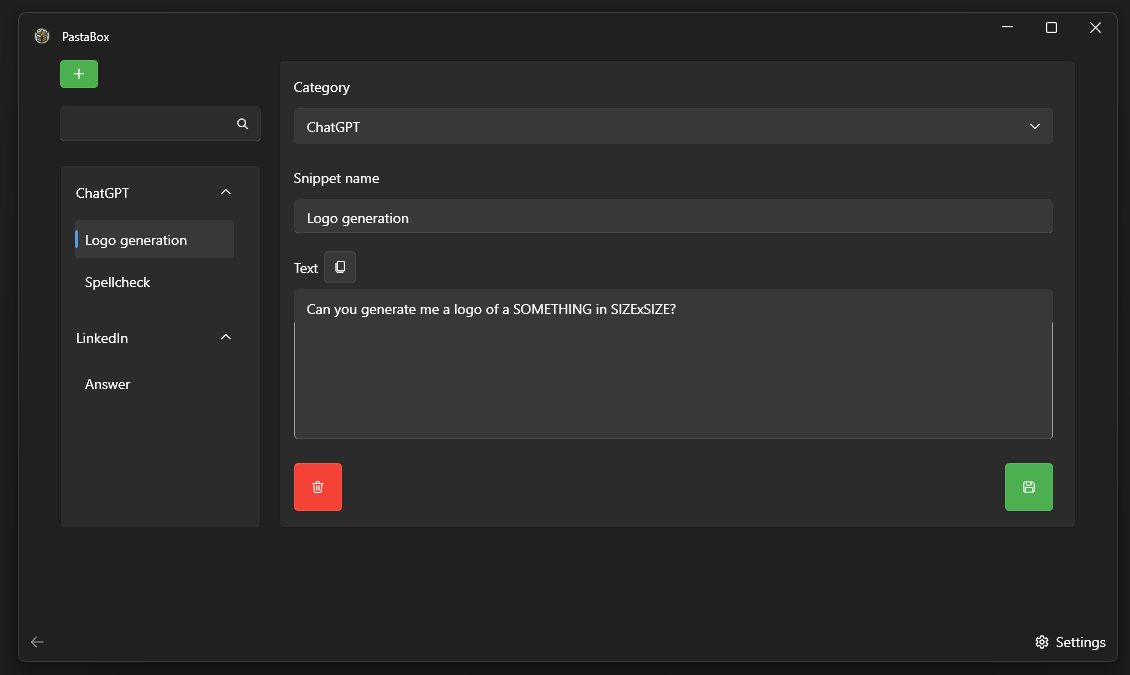 PastaBox
Category
ChatGPT
Snippet name
Logo generation
Text
Can you generate me a logo of a SOMETHING in SIZExSIZE?
ChatGPT
Logo generation
Spellcheck
LinkedIn
Answer
Settings